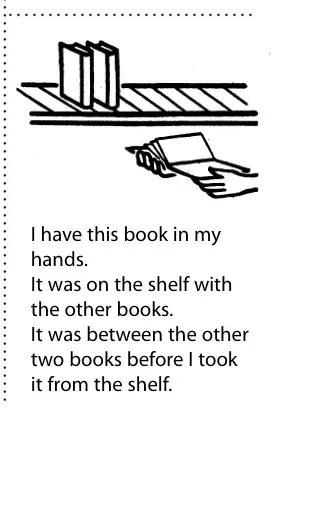 I have this book in my
hands.
It was on the shelf with
the other books.
It was between the other
two books before I took
it from the shelf.